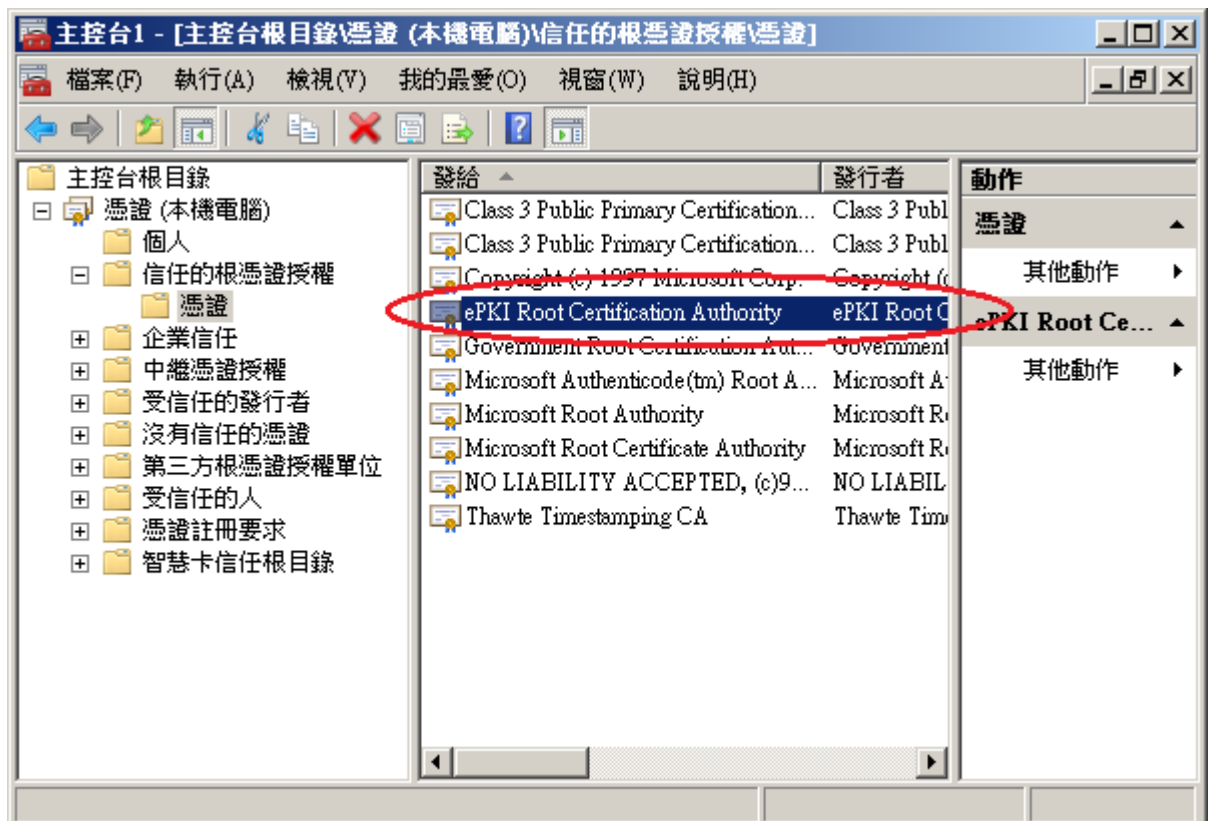 主控台1 - [主控台根目錄\憑證 (本機電腦)\信任的根憑證授權\憑證]
檔案(F) 執行(A) 檢視(V) 我的最愛(O) 視窗(W) 說明(H)
主控台根目錄
憑證 (本機電腦)
個人
信任的根憑證授權
憑證
企業信任
中繼憑證授權
受信任的發行者
沒有信任的憑證
第三方根憑證授權單位
受信任的人
憑證註冊要求
智慧卡信任根目錄
發給 發行者
Class 3 Public Primary Certification... Class 3 Publ
Class 3 Public Primary Certification... Class 3 Publ
Copyright (c) 1997 Microsoft Corp. Copyright (c
ePKI Root Certification Authority ePKI Root C
Government Root Certification Aut... Government
Microsoft Authenticode(tm) Root A... Microsoft A
Microsoft Root Authority Microsoft R
Microsoft Root Certificate Authority Microsoft R
NO LIABILITY ACCEPTED, (c)9... NO LIABIL
Thawte Timestamping CA Thawte Tim
動作
憑證
其他動作
ePKI Root Ce...
其他動作